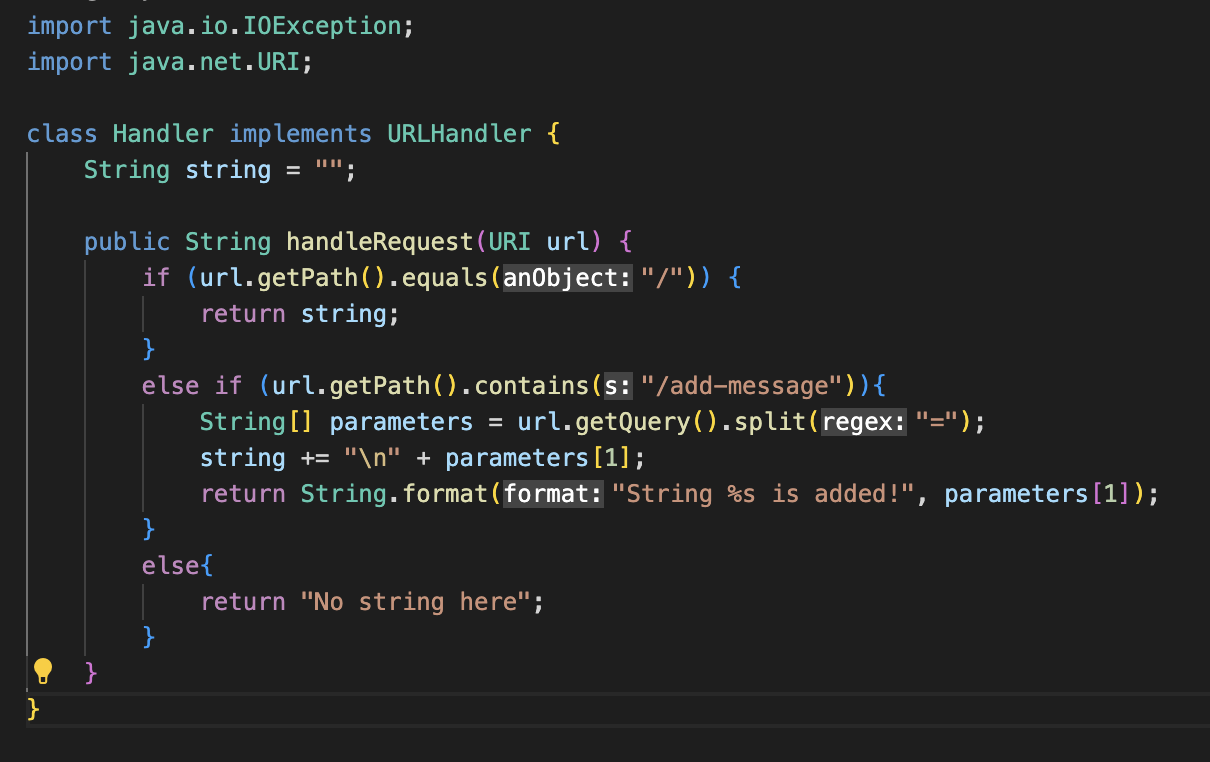 import java.io.IOException;
import java.net.URI;
class Handler implements URLHandler {
    String string = "";
    public String handleRequest(URI url) {
        if (url.getPath().equals(anObject: "/")) {
            return string;
        }
        else if (url.getPath().contains(s: "/add-message")){
            String[] parameters = url.getQuery().split(regex: "=");
            string += "\n" + parameters[1];
            return String.format(format: "String %s is added!", parameters[1]);
        }
        else{
            return "No string here";
        }
    }
}